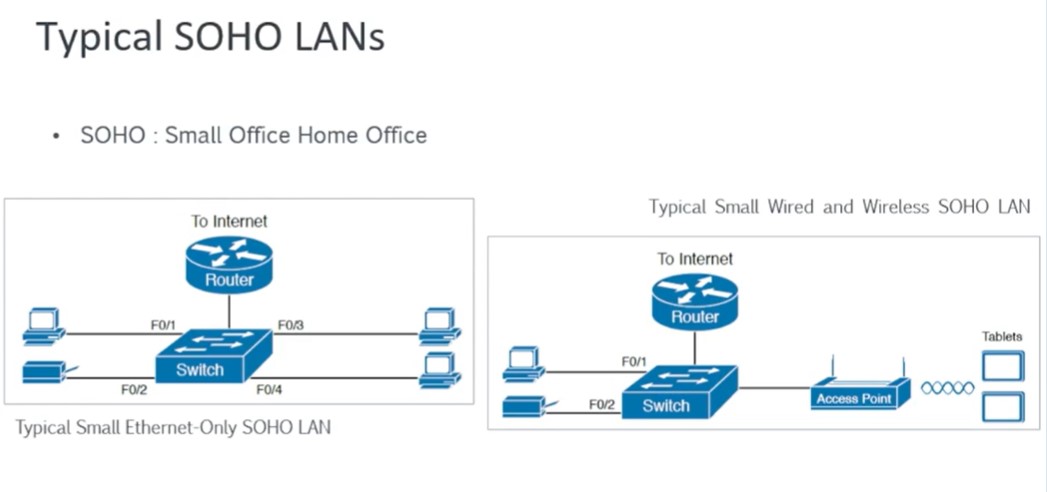 Typical SOHO LANs
• SOHO : Small Office Home Office
To Internet
Router
F0/1
F0/3
Switch
F0/2
F0/4
Typical Small Ethernet-Only SOHO LAN
Typical Small Wired and Wireless SOHO LAN
To Internet
Router
Tablets
F0/1
F0/2
Switch
Access Point